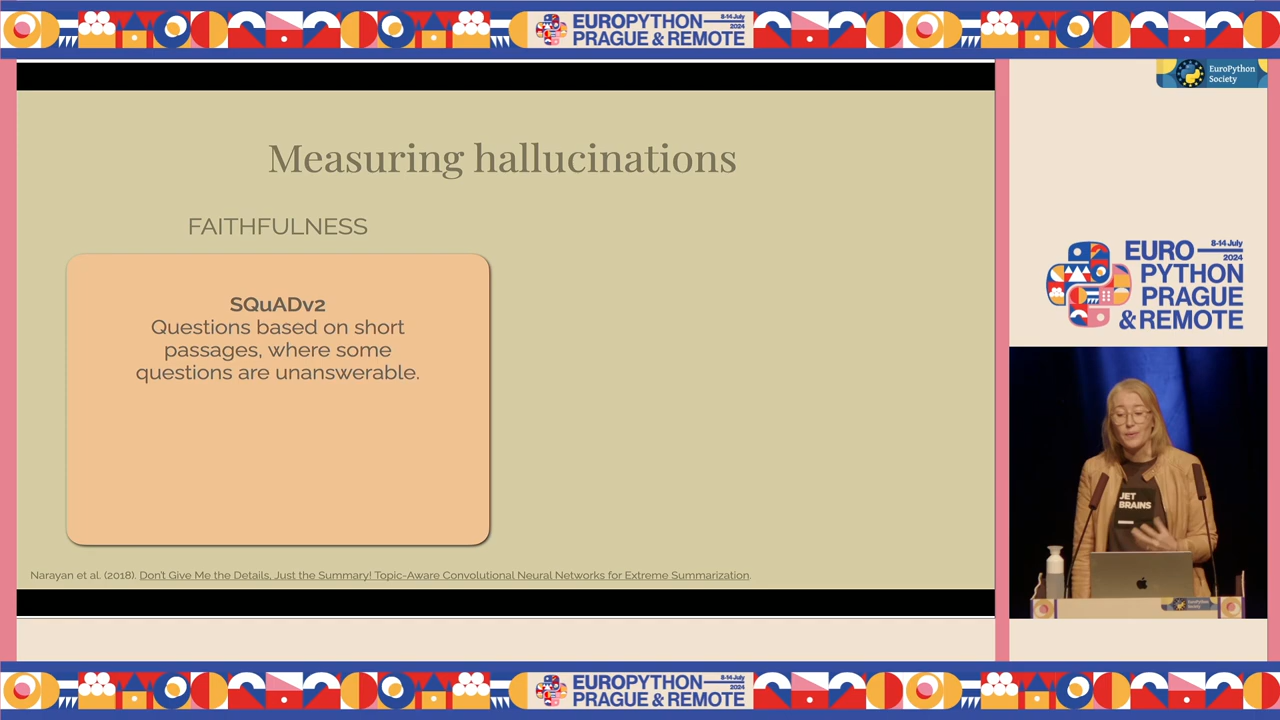 EUROPYTHON
8-14 July
2024
PRAGUE & REMOTE
EuroPython
Society
Measuring hallucinations
FAITHFULNESS
SQuADv2
Questions based on short
passages, where some
questions are unanswerable.
Narayan et al. (2018). Don't Give Me the Details, Just the Summary! Topic-Aware Convolutional Neural Networks for Extreme Summarization.
EURO
8-14 July
2024
PYTHON
PRAGUE
& REMOTE
JET
BRAINS
EuroPython
Society
EUROPYTHON
8-14 July
2024
PRAGUE & REMOTE